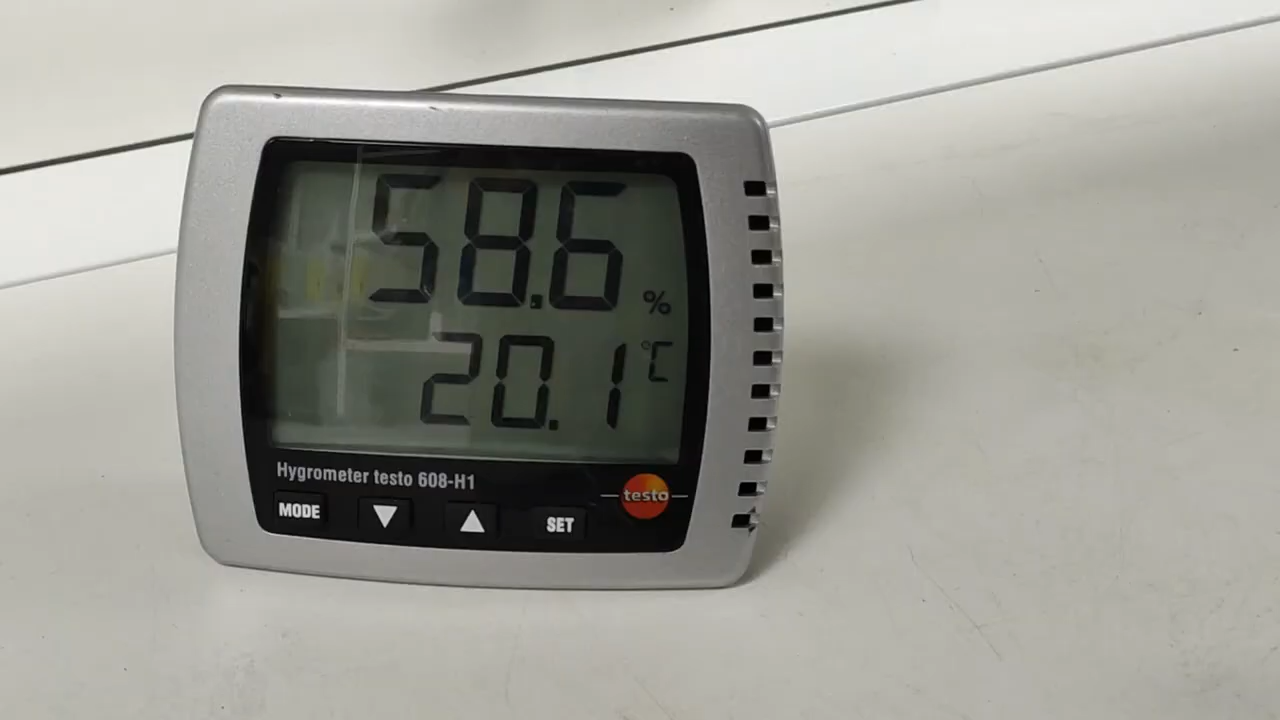 58.6 %
20.1 °C
Hygrometer testo 608-H1
testo
MODE ▼ ▲ SET